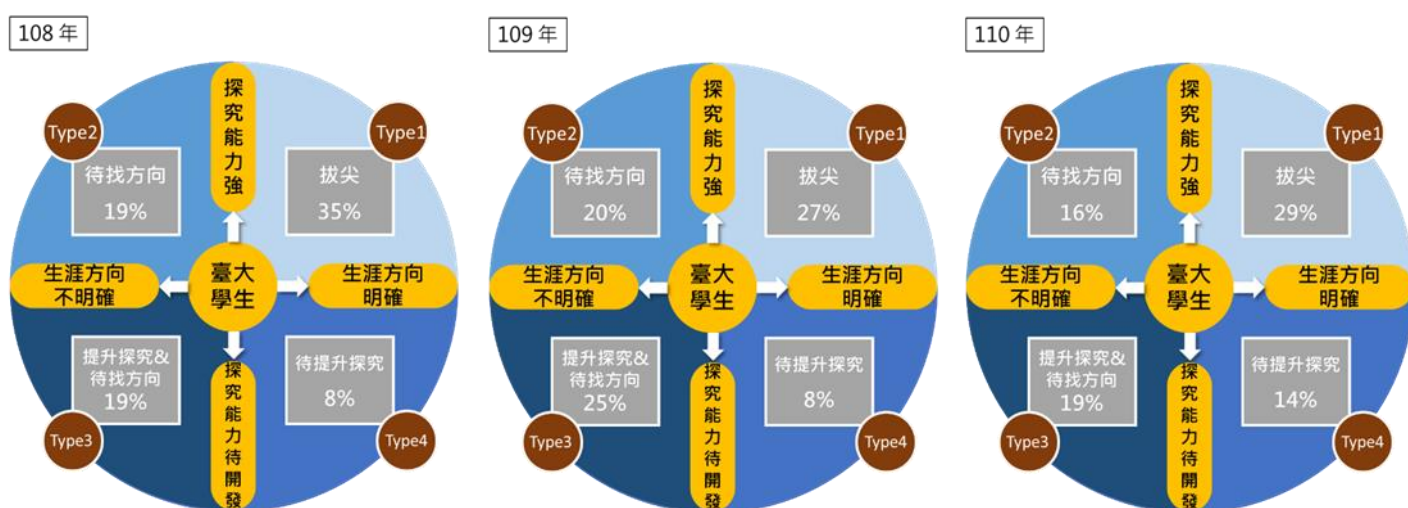 108 年
探究能力強
Type2
Type1
待找方向
19%
拔尖
35%
生涯方向
不明確
臺大
學生
生涯方向
明確
提升探究&
待找方向
19%
待提升探究
8%
Type3
Type4
探究能力待開發
109 年
探究能力強
Type2
Type1
待找方向
20%
拔尖
27%
生涯方向
不明確
臺大
學生
生涯方向
明確
提升探究&
待找方向
25%
待提升探究
8%
Type3
Type4
探究能力待開發
110 年
探究能力強
Type2
Type1
待找方向
16%
拔尖
29%
生涯方向
不明確
臺大
學生
生涯方向
明確
提升探究&
待找方向
19%
待提升探究
14%
Type3
Type4
探究能力待開發